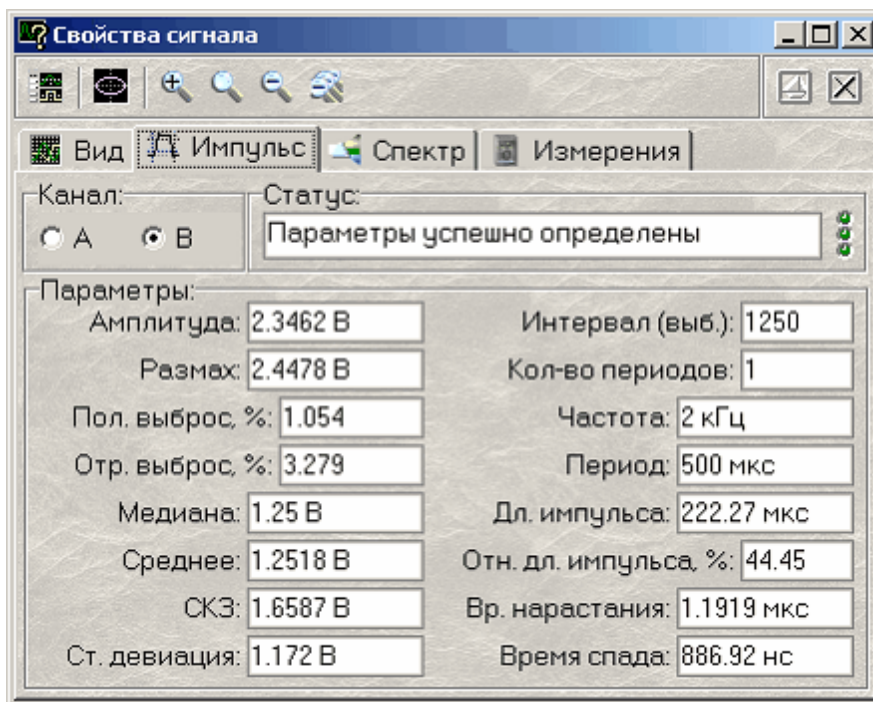 Свойства сигнала
Вид Импульс Спектр Измерения
Канал: Статус:
A B Параметры успешно определены
Параметры:
Амплитуда: 2.3462 В Интервал (выб.): 1250
Размах: 2.4478 В Кол-во периодов: 1
Пол. выброс, %: 1.054 Частота: 2 кГц
Отр. выброс, %: 3.279 Период: 500 мкс
Медиана: 1.25 В Дл. импульса: 222.27 мкс
Среднее: 1.2518 В Отн. дл. импульса, %: 44.45
СКЗ: 1.6587 В Вр. нарастания: 1.1919 мкс
Ст. девиация: 1.172 В Время спада: 886.92 нс